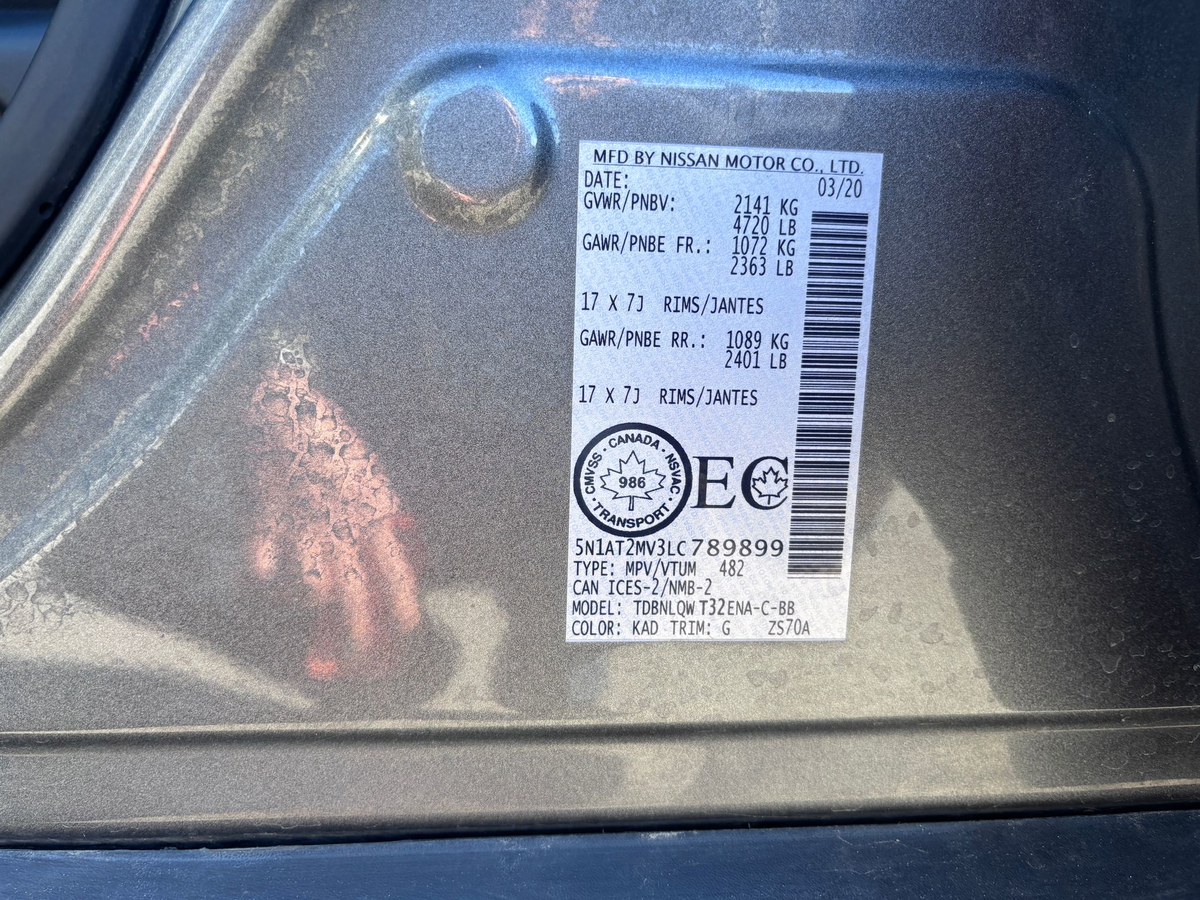 MFD BY NISSAN MOTOR CO., LTD.
DATE: 03/20
GVWR/PNBV: 2141 KG
4720 LB
GAWR/PNBE FR.: 1072 KG
2363 LB
17 X 7J RIMS/JANTES
GAWR/PNBE RR.: 1089 KG
2401 LB
17 X 7J RIMS/JANTES
CMVSS · CANADA · NSVAC · TRANSPORT ·
986
EC
5N1AT2MV3LC789899
TYPE: MPV/VTUM 482
CAN ICES-2/NMB-2
MODEL: TDBNLQW T32ENA-C-BB
COLOR: KAD TRIM: G ZS70A